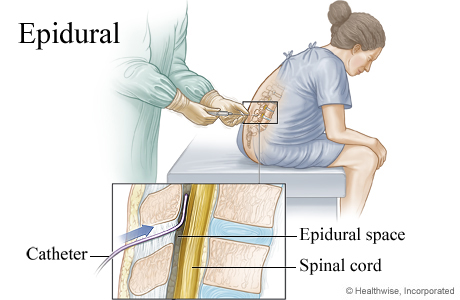 Epidural
Epidural space
Catheter
Spinal cord
© Healthwise, Incorporated